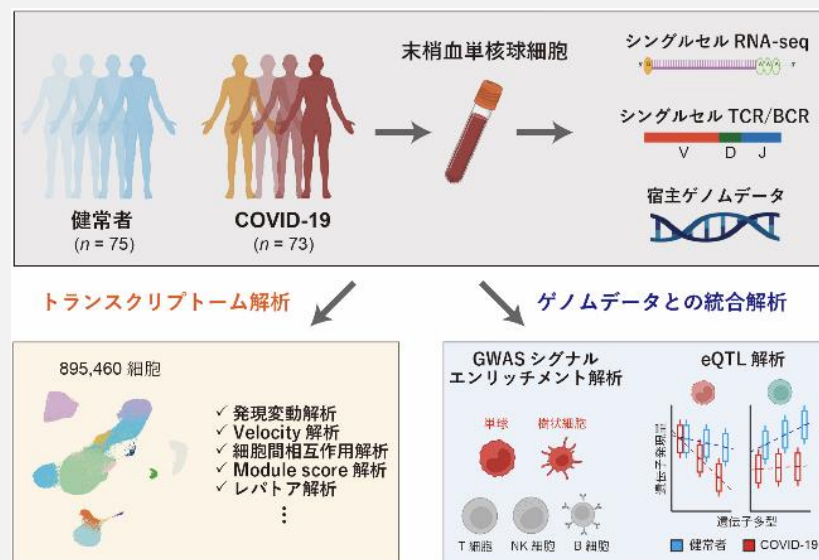 末梢血単核球細胞
シングルセル RNA-seq
シングルセル TCR/BCR
V D J
宿主ゲノムデータ
健常者
(n = 75)
COVID-19
(n = 73)
トランスクリプトーム解析
ゲノムデータとの統合解析
895,460 細胞
✓ 発現変動解析
✓ Velocity 解析
✓ 細胞間相互作用解析
✓ Module score 解析
✓ レパトア解析
⋮
GWAS シグナル
エンリッチメント解析
単球 樹状細胞
T 細胞 NK 細胞 B 細胞
eQTL 解析
遺伝子発現量
遺伝子多型
健常者 COVID-19